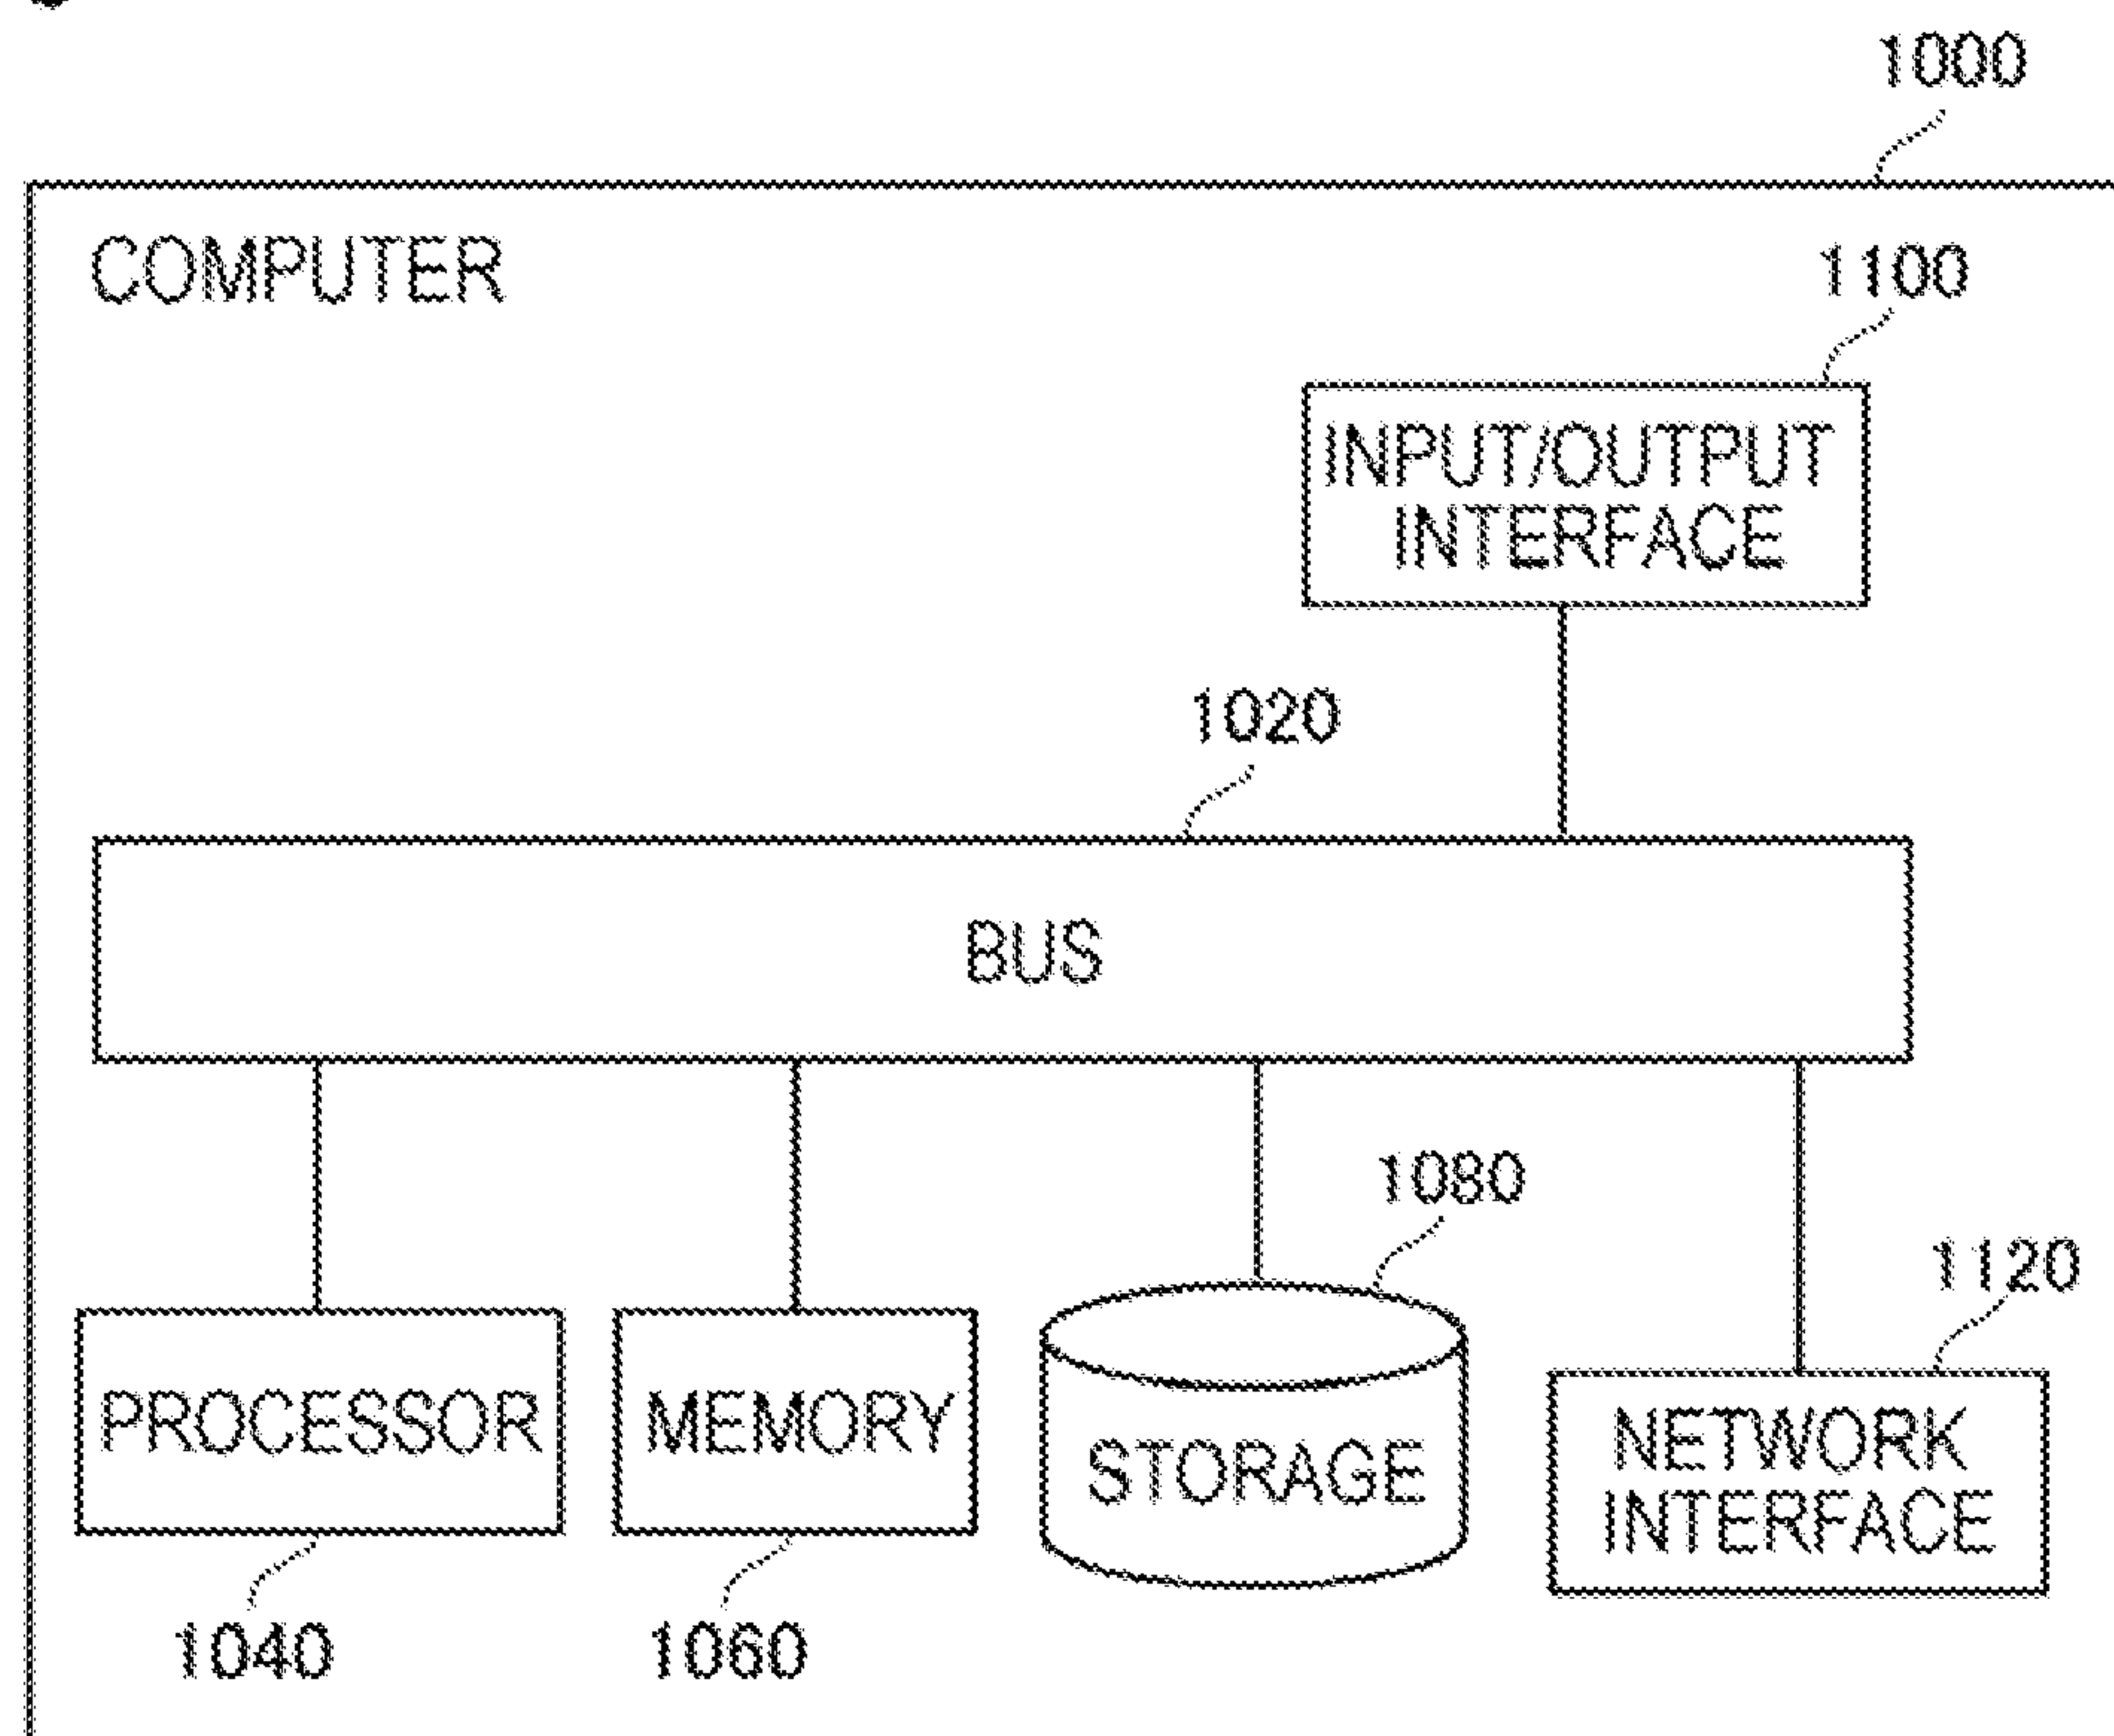 1000
COMPUTER
1100
INPUT/OUTPUT
INTERFACE
1020
BUS
1080
1120
PROCESSOR
MEMORY
STORAGE
NETWORK
INTERFACE
1040
1060